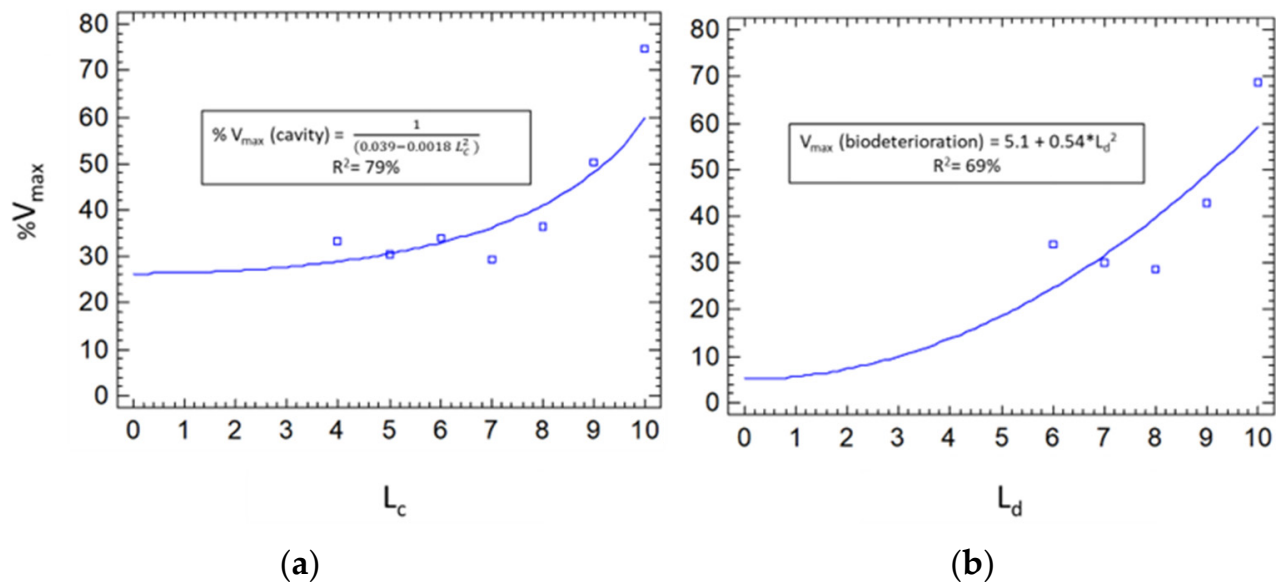 80
70
60
50
40
30
20
10
0
%Vmax
% Vmax (cavity) = 1
(0.039−0.0018 L²c )
R²= 79%
0 1 2 3 4 5 6 7 8 9 10
Lc
(a)
80
70
60
50
40
30
20
10
0
Vmax (biodeterioration) = 5.1 + 0.54*Ld²
R²= 69%
0 1 2 3 4 5 6 7 8 9 10
Ld
(b)